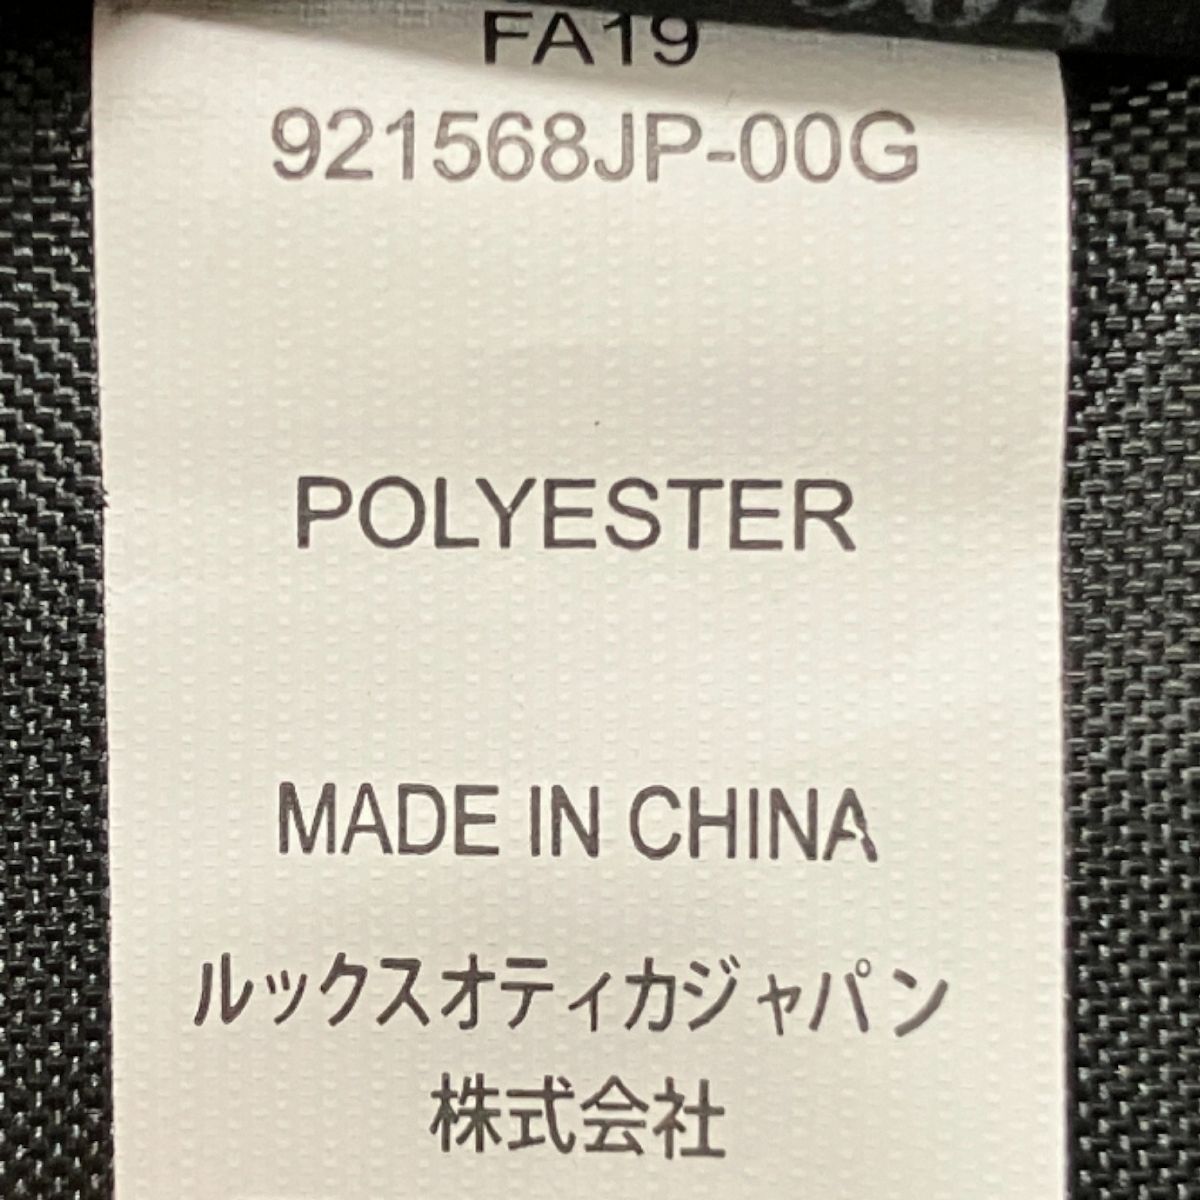 FA19
921568JP-00G
POLYESTER
MADE IN CHINA
ルックスオティカジャパン
株式会社